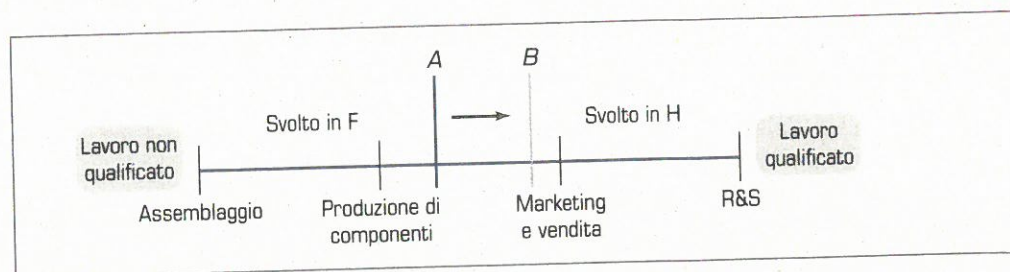 A
B
Svolto in F
Svolto in H
Lavoro non
qualificato
Lavoro
qualificato
Assemblaggio
Produzione di
componenti
Marketing
e vendita
R&S